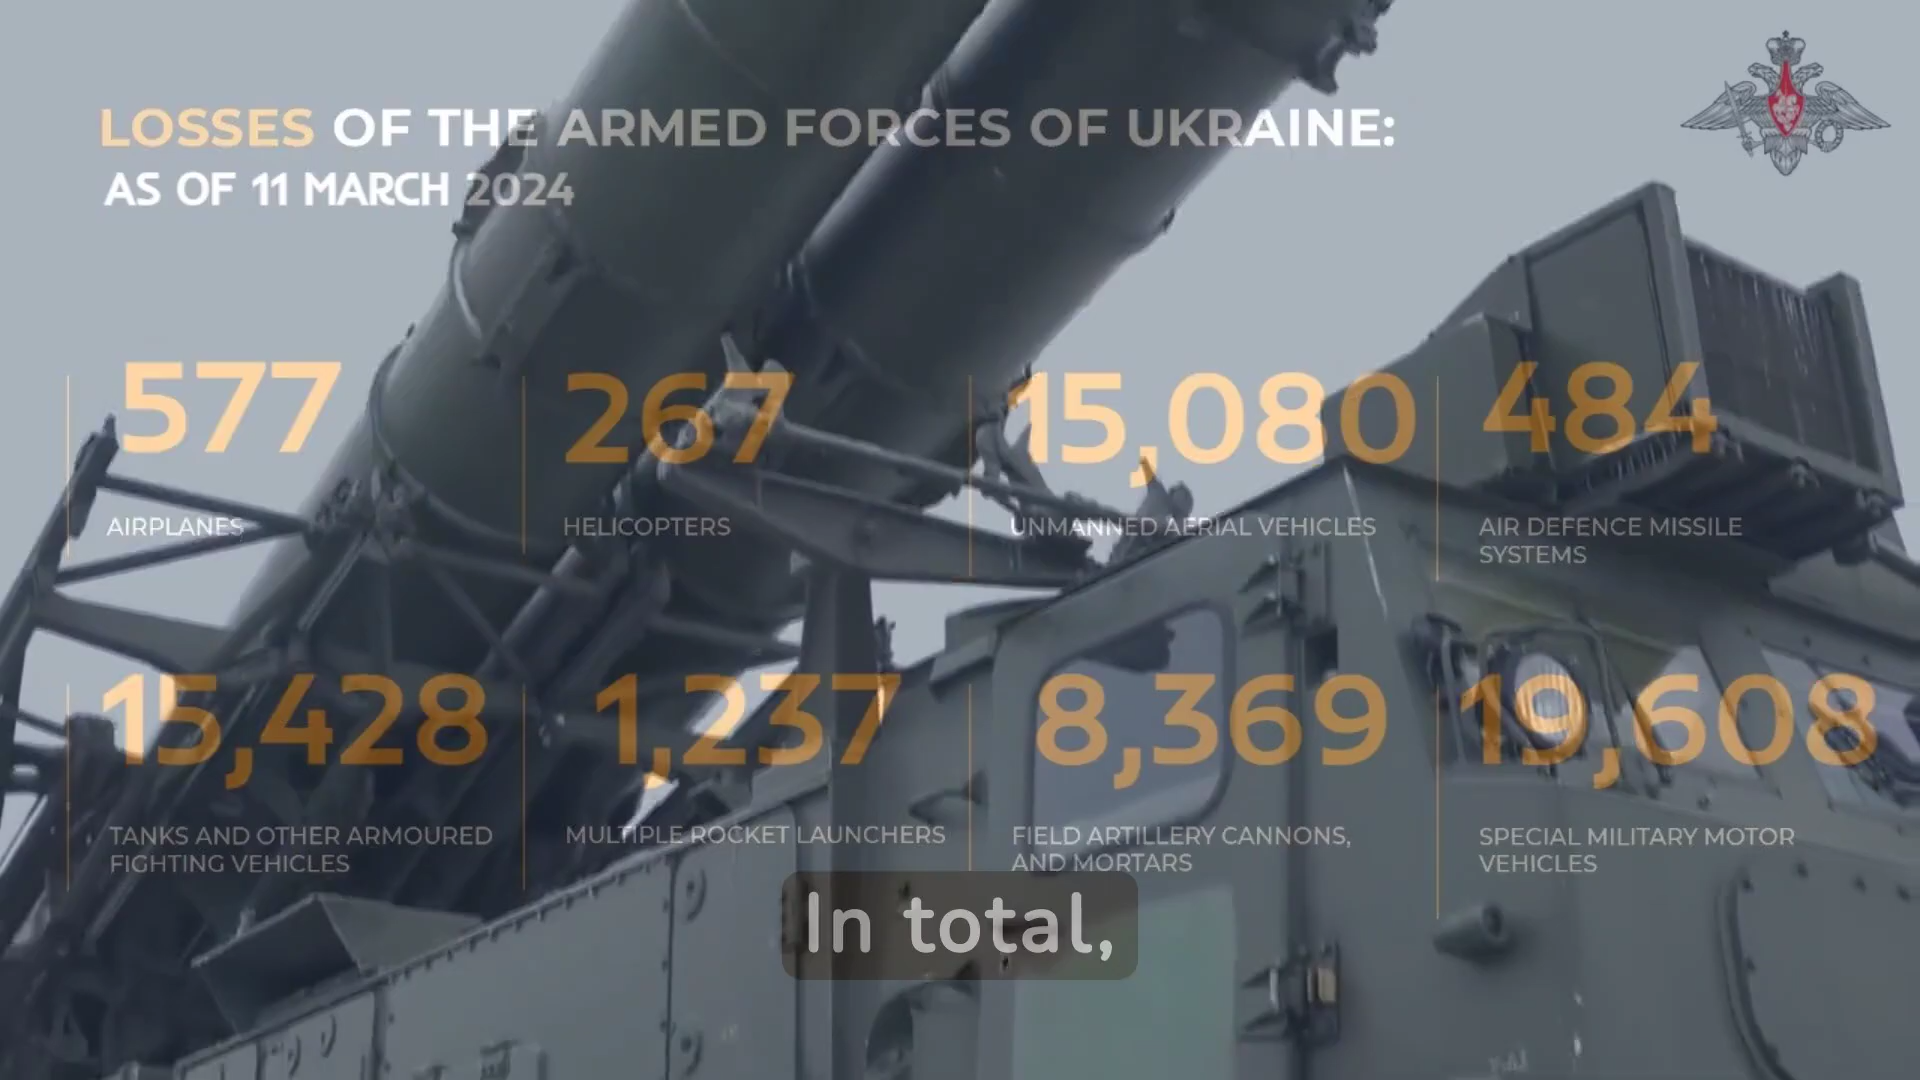 LOSSES OF THE ARMED FORCES OF UKRAINE:
AS OF 11 MARCH 2024
577
AIRPLANES
267
HELICOPTERS
15,080
UNMANNED AERIAL VEHICLES
484
AIR DEFENCE MISSILE
SYSTEMS
15,428
TANKS AND OTHER ARMOURED
FIGHTING VEHICLES
1,237
MULTIPLE ROCKET LAUNCHERS
8,369
FIELD ARTILLERY CANNONS,
AND MORTARS
19,608
SPECIAL MILITARY MOTOR
VEHICLES
In total,